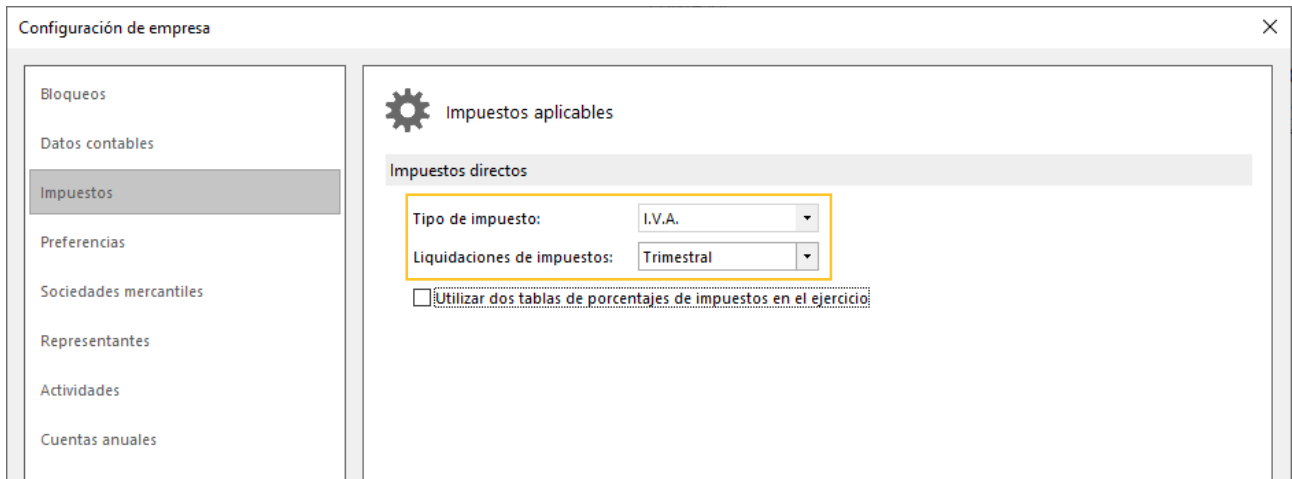 Configuración de empresa
Bloqueos
Datos contables
Impuestos
Preferencias
Sociedades mercantiles
Representantes
Actividades
Cuentas anuales
Impuestos aplicables
Impuestos directos
Tipo de impuesto: I.V.A.
Liquidaciones de impuestos: Trimestral
Utilizar dos tablas de porcentajes de impuestos en el ejercicio